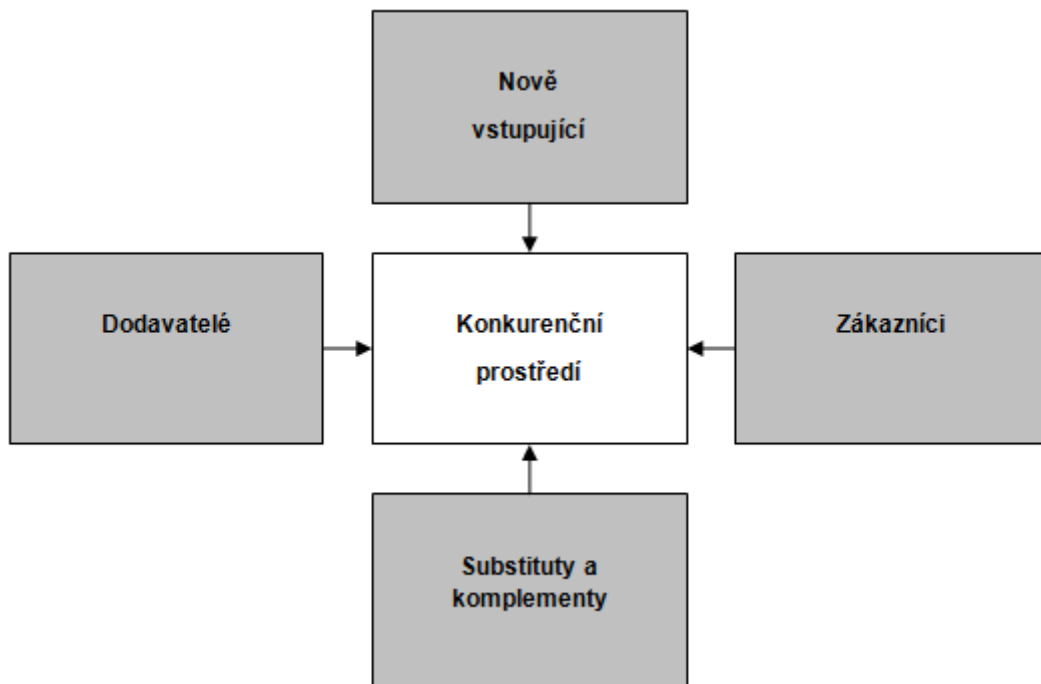 Nově
vstupující
Dodavatelé
Konkurenční
prostředí
Zákazníci
Substituty a
komplementy